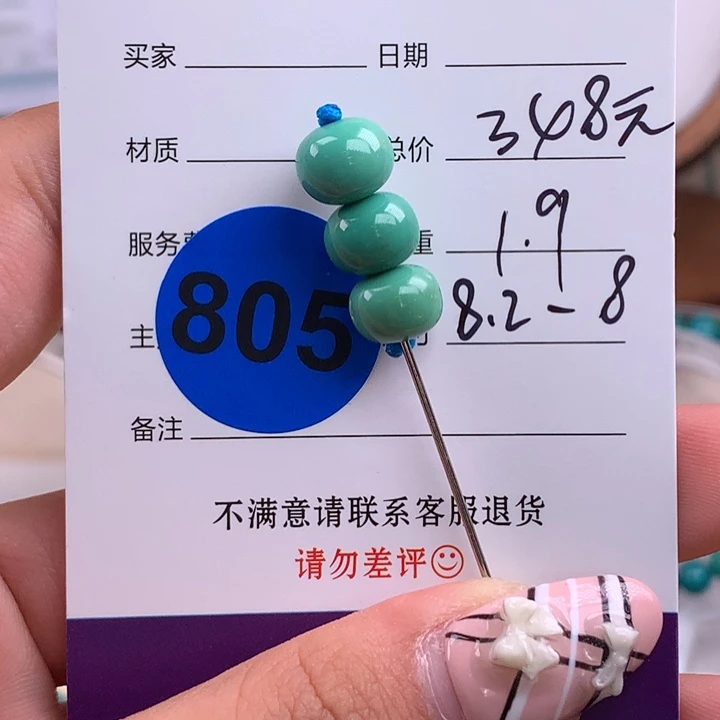 买家 日期
材质 总价 348元
服务 重 1.9
主 8.2-8
805
备注
不满意请联系客服退货
请勿差评